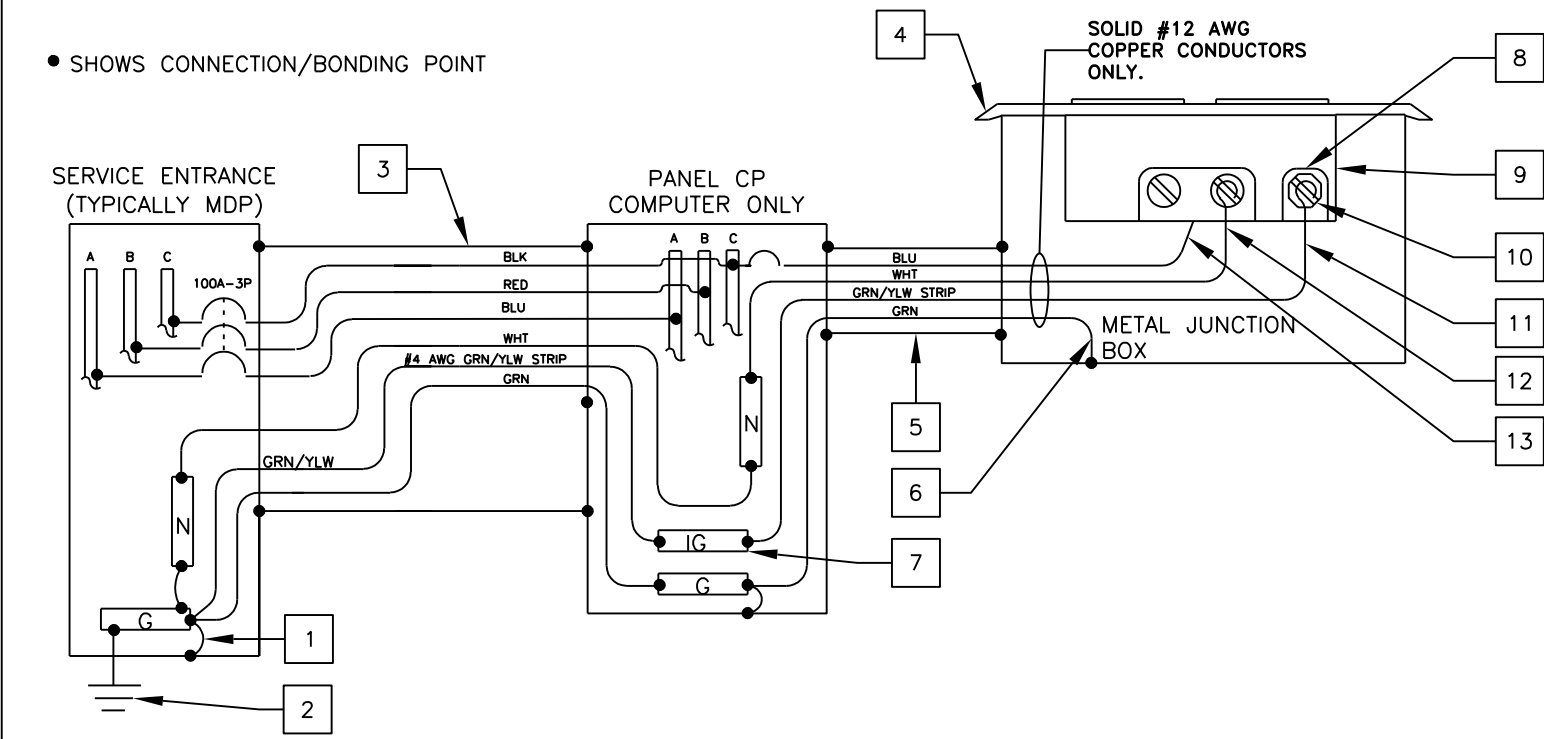 ● SHOWS CONNECTION/BONDING POINT
4
SOLID #12 AWG
COPPER CONDUCTORS
ONLY.
8
3
SERVICE ENTRANCE
(TYPICALLY MDP)
PANEL CP
COMPUTER ONLY
9
A B C
100A-3P
A B C
BLK
BLU
10
RED
WHT
GRN/YLW STRIP
BLU
GRN
11
METAL JUNCTION
BOX
WHT
#4 AWG GRN/YLW STRIP
GRN
12
5
N
13
GRN/YLW
6
N
IG
7
G
G
1
2